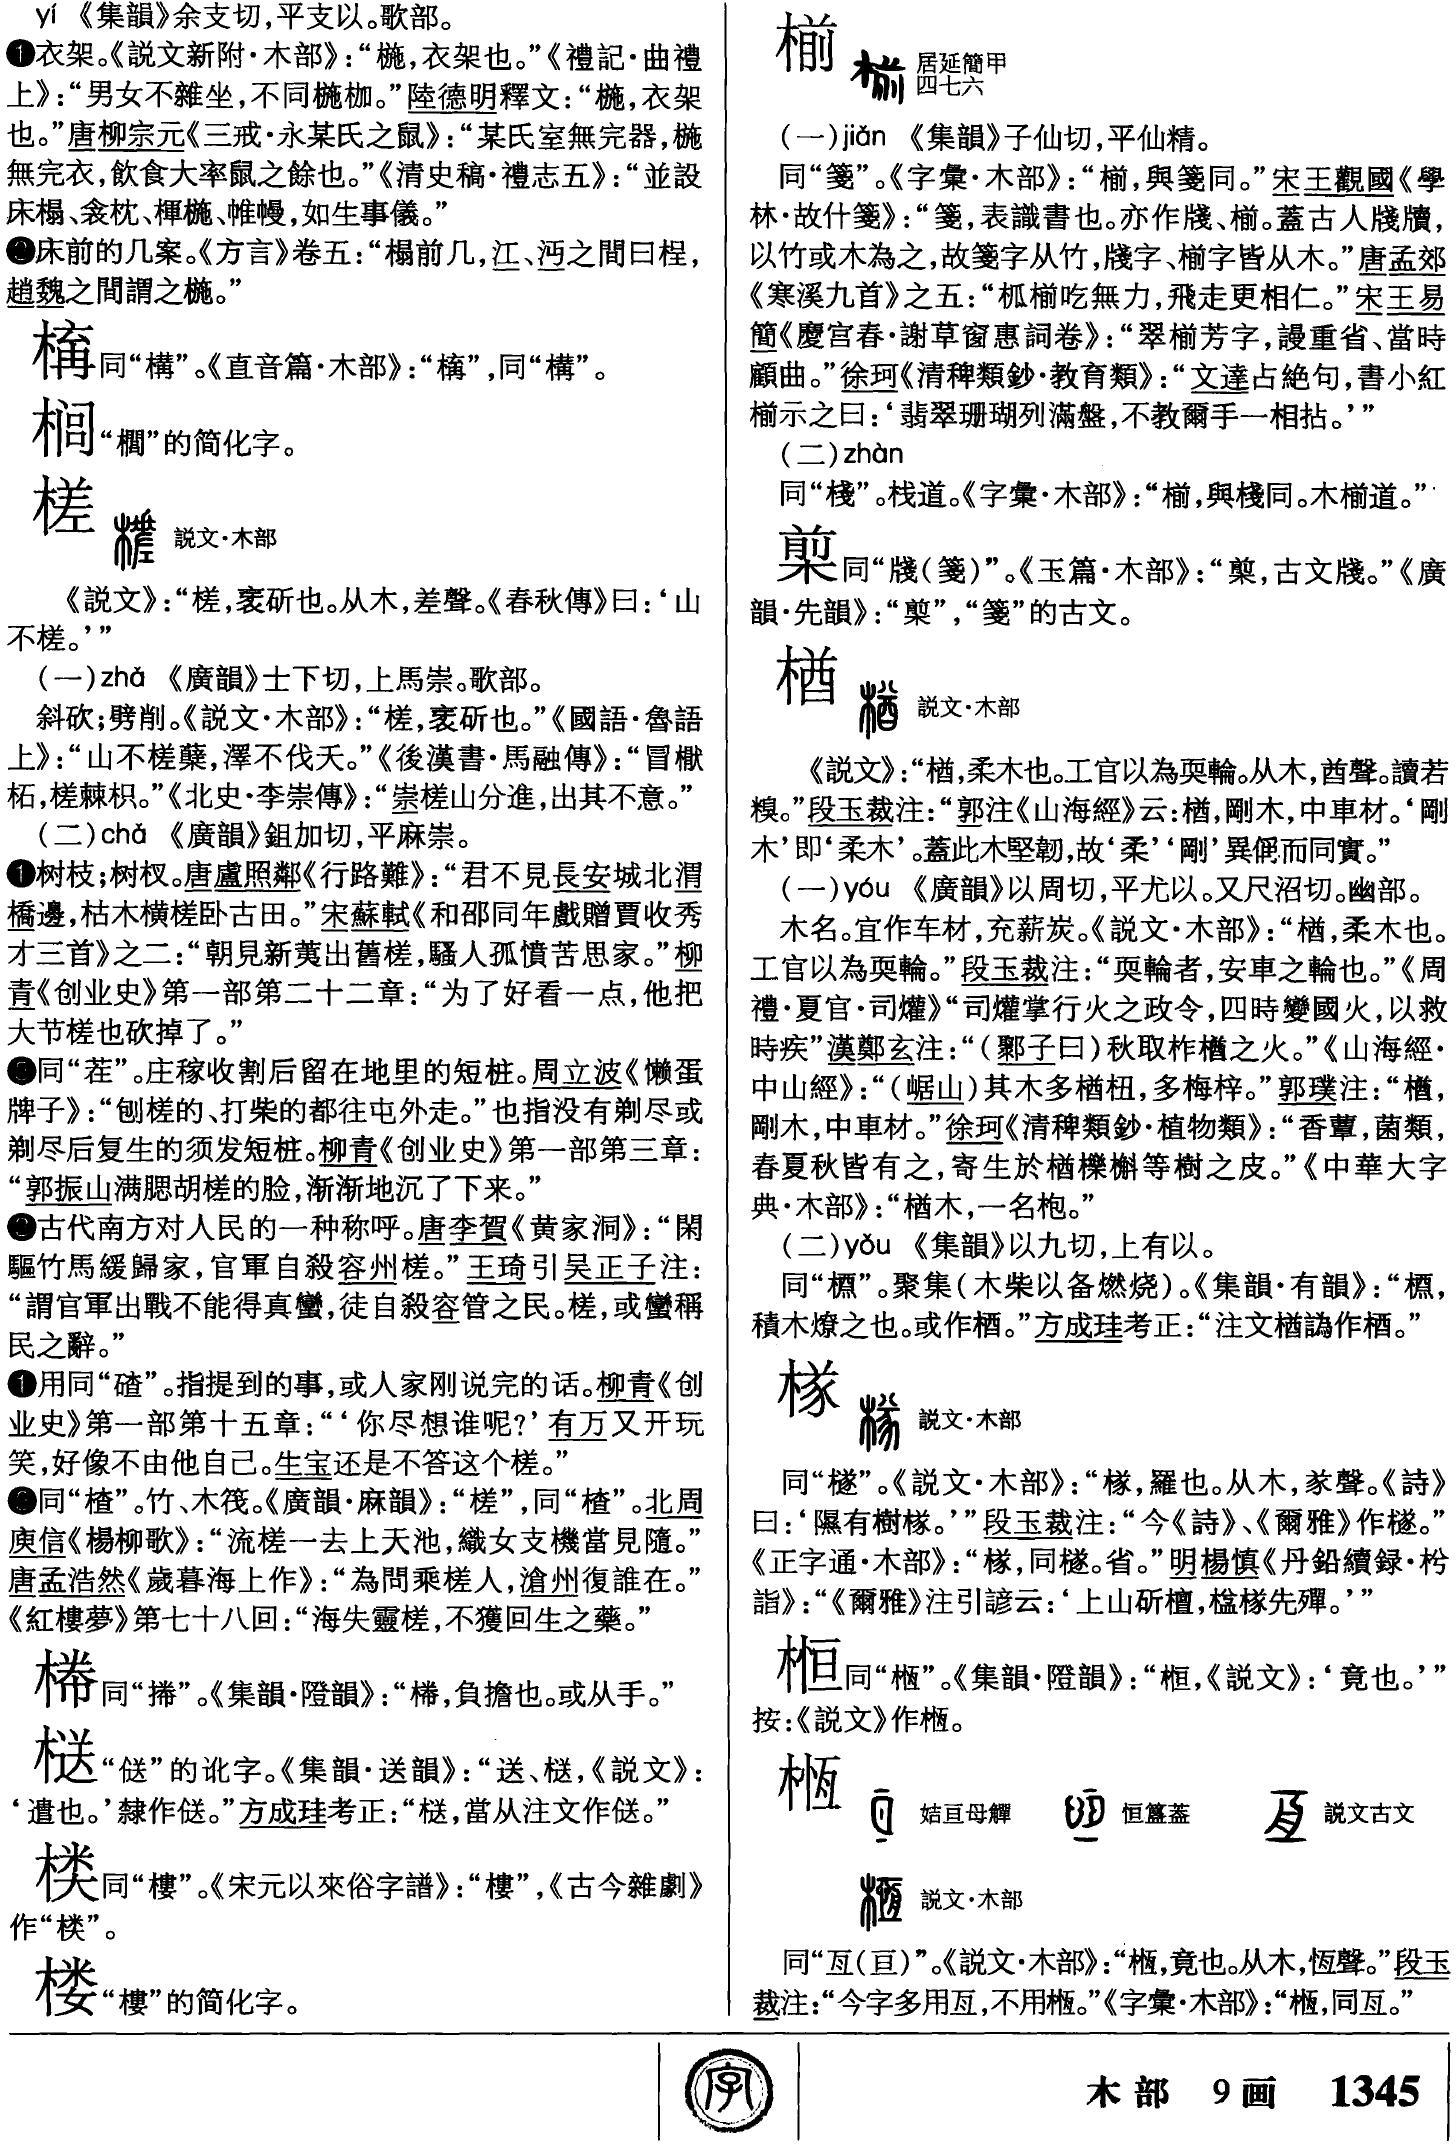 yí 《集韻》余支切，平支以。歌部。
❶衣架。《説文新附·木部》：“椸，衣架也。”《禮記·曲禮
上》：“男女不雜坐，不同椸枷。”陸德明釋文：“椸，衣架
也。”唐柳宗元《三戒·永某氏之鼠》：“某氏室無完器，椸
無完衣，飲食大率鼠之餘也。”《清史稿·禮志五》：“並設
床榻、衾枕、楎椸、帷幔，如生事儀。”
❷床前的几案。《方言》卷五：“榻前几，江、沔之間曰桯，
趙魏之間謂之椸。”
同“構”。《直音篇·木部》：“”，同“構”。
“橺”的简化字。
槎
説文·木部
《説文》：“槎，衺斫也。从木，差聲。《春秋傳》曰：‘山
不槎。’”
（一）zhǎ 《廣韻》士下切，上馬崇。歌部。
斜砍；劈削。《説文·木部》：“槎，衺斫也。”《國語·魯語
上》：“山不槎蘖，澤不伐夭。”《後漢書·馬融傳》：“冒樕
柘，槎棘枳。”《北史·李崇傳》：“崇槎山分進，出其不意。”
（二）chá 《廣韻》鉏加切，平麻崇。
❶树枝；树杈。唐盧照鄰《行路難》：“君不見長安城北渭
橋邊，枯木横槎卧古田。”宋蘇軾《和邵同年戲贈賈收秀
才三首》之二：“朝見新荑出舊槎，騷人孤憤苦思家。”柳
青《创业史》第一部第二十二章：“为了好看一点，他把
大节槎也砍掉了。”
同“茬”。庄稼收割后留在地里的短桩。周立波《懒蛋
牌子》：“刨槎的、打柴的都往屯外走。”也指没有剃尽或
剃尽后复生的须发短桩。柳青《创业史》第一部第三章：
“郭振山满腮胡槎的脸，渐渐地沉了下来。”
古代南方对人民的一种称呼。唐李賀《黄家洞》：“閑
驅竹馬緩歸家，官軍自殺容州槎。”王琦引吴正子注：
“謂官軍出戰不能得真蠻，徒自殺容管之民。槎，或蠻稱
民之辭。”
用同“碴”。指提到的事，或人家刚说完的话。柳青《创
业史》第一部第十五章：“‘你尽想谁呢？’有万又开玩
笑，好像不由他自己。生宝还是不答这个槎。”
同“楂”。竹、木筏。《廣韻·麻韻》：“槎”，同“楂”。北周
庾信《楊柳歌》：“流槎一去上天池，織女支機當見隨。”
唐孟浩然《歲暮海上作》：“為問乘槎人，滄州復誰在。”
《紅樓夢》第七十八回：“海失靈槎，不獲回生之藥。”
同“揥”。《集韻·隥韻》：“，負擔也。或从手。”
“㑐”的讹字。《集韻·送韻》：“送、，《説文》：
‘遣也。’隸作㑐。”方成珪考正：“，當从注文作㑐。”
同“樓”。《宋元以來俗字譜》：“樓”，《古今雜劇》
作“”。
楼“樓”的简化字。
椾
居延簡甲
四七六
（一）jiǎn 《集韻》子仙切，平仙精。
同“箋”。《字彙·木部》：“椾，與箋同。”宋王觀國《學
林·故什箋》：“箋，表識書也。亦作牋、椾。蓋古人牋牘，
以竹或木為之，故箋字从竹，牋字、椾字皆从木。”唐孟郊
《寒溪九首》之五：“柧椾吃無力，飛走更相仁。”宋王易
簡《慶宫春·謝草窗惠詞卷》：“翠椾芳字，謾重省、當時
顧曲。”徐珂《清稗類鈔·教育類》：“文達占絶句，書小紅
椾示之曰：‘翡翠珊瑚列滿盤，不教爾手一相拈。’”
（二）zhàn
同“棧”。栈道。《字彙·木部》：“椾，與棧同。木椾道。”
同“牋（箋）”。《玉篇·木部》：“，古文牋。”《廣
韻·先韻》：“”，“箋”的古文。
楢
説文·木部
《説文》：“楢，柔木也。工官以為耎輪。从木，酋聲。讀若
糗。”段玉裁注：“郭注《山海經》云：楢，剛木，中車材。‘剛
木’即‘柔木’。蓋此木堅韌，故‘柔’‘剛’異偁而同實。”
（一）yóu 《廣韻》以周切，平尤以。又尺沼切。幽部。
木名。宜作车材，充薪炭。《説文·木部》：“楢，柔木也。
工官以為耎輪。”段玉裁注：“耎輪者，安車之輪也。”《周
禮·夏官·司爟》“司爟掌行火之政令，四時變國火，以救
時疾”漢鄭玄注：“（鄹子曰）秋取柞楢之火。”《山海經·
中山經》：“（崌山）其木多楢杻，多梅梓。”郭璞注：“楢，
剛木，中車材。”徐珂《清稗類鈔·植物類》：“香蕈，菌類，
春夏秋皆有之，寄生於楢櫟槲等樹之皮。”《中華大字
典·木部》：“楢木，一名枹。”
（二）yǒu 《集韻》以九切，上有以。
同“槱”。聚集（木柴以备燃烧）。《集韻·有韻》：“槱，
積木燎之也。或作栖。”方成珪考正：“注文楢譌作栖。”
㮚
説文·木部
同“檖”。《説文·木部》：“，羅也。从木，㒸聲。《詩》
曰：‘隰有樹。’”段玉裁注：“今《詩》、《爾雅》作檖。”
《正字通·木部》：“，同檖。省。”明楊慎《丹鉛續録·杦
詣》：“《爾雅》注引諺云：‘上山斫檀，榽先殫。’”
同“㮓”。《集韻·隥韻》：“，《説文》：‘竟也。’”
按：《説文》作㮓。
㮓
姞亘母觶
恒簋蓋
説文古文
説文·木部
同“亙（亘）”。《説文·木部》：“㮓，竟也。从木，恆聲。”段玉
裁注：“今字多用亙，不用㮓。”《字彙·木部》：“㮓，同亙。”
字
木部 9画 1345